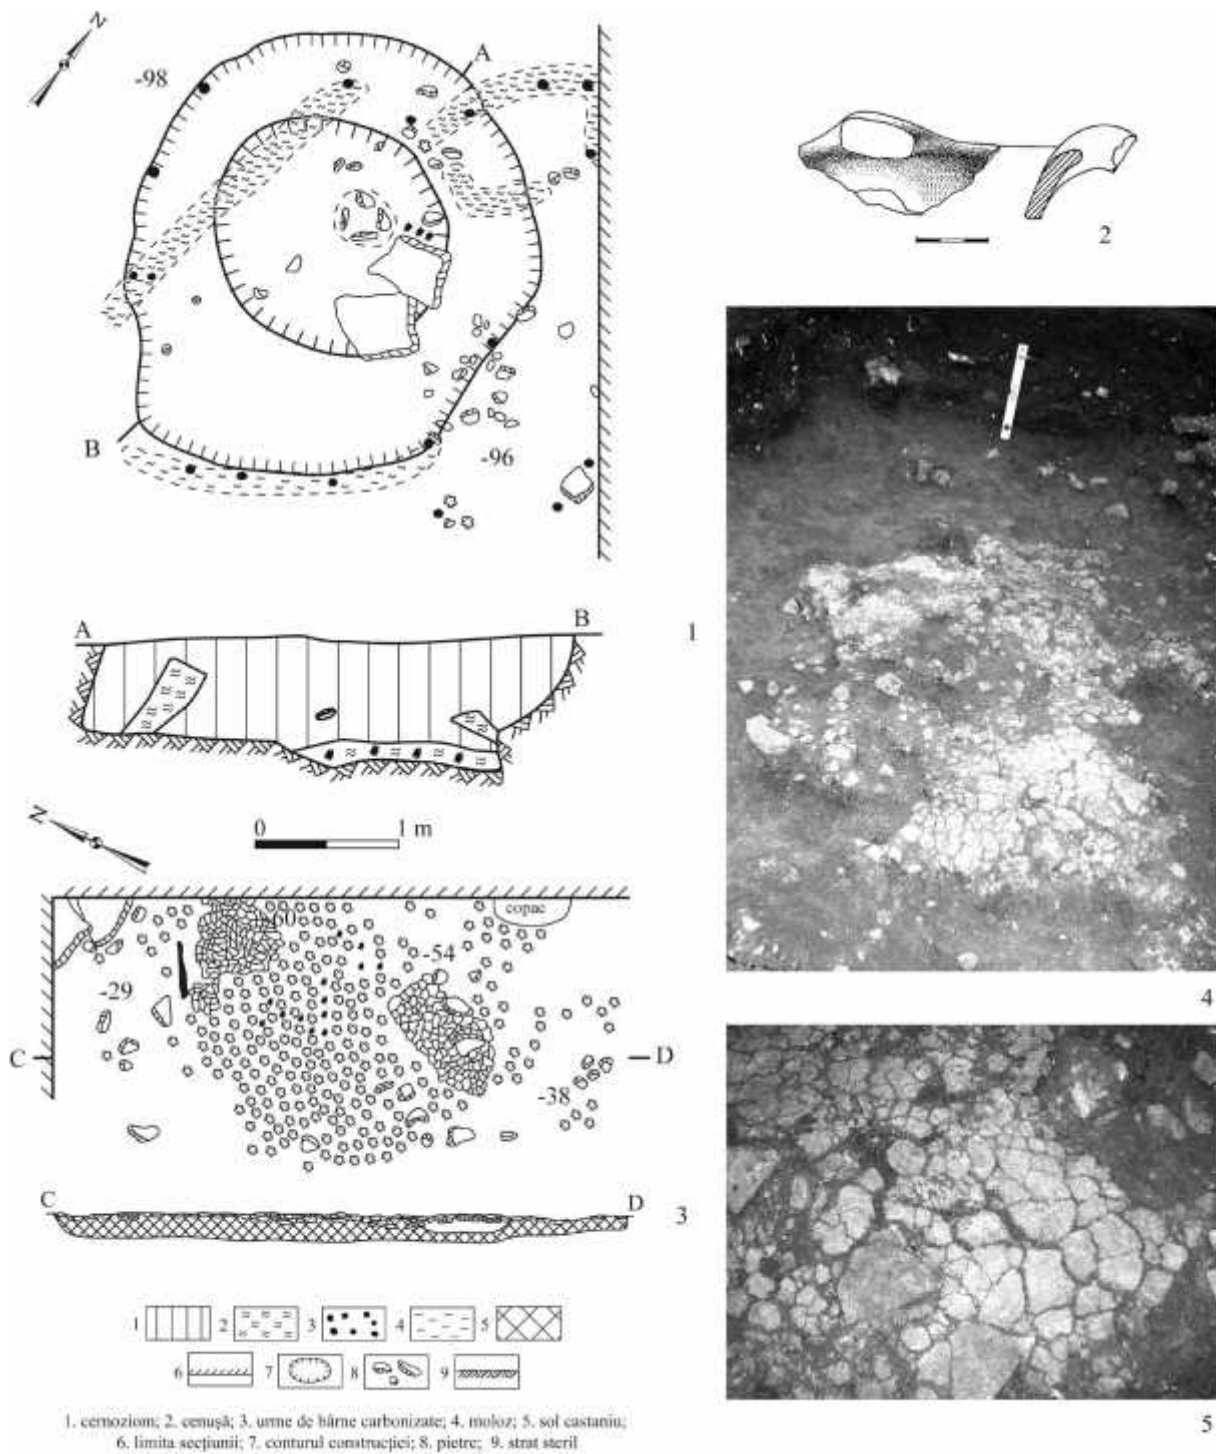 N
-98
A
B
-96
2
A
B
1
0 1 m
N
copac
-60
-54
-29
C
D
-38
C
D
3
4
5
1 2 3 4 5
6 7 8 9
1. cernoziom; 2. cenușă; 3. urme de bârne carbonizate; 4. moloz; 5. sol castaniu;
6. limita secțiunii; 7. conturul construcției; 8. pietre; 9. strat steril